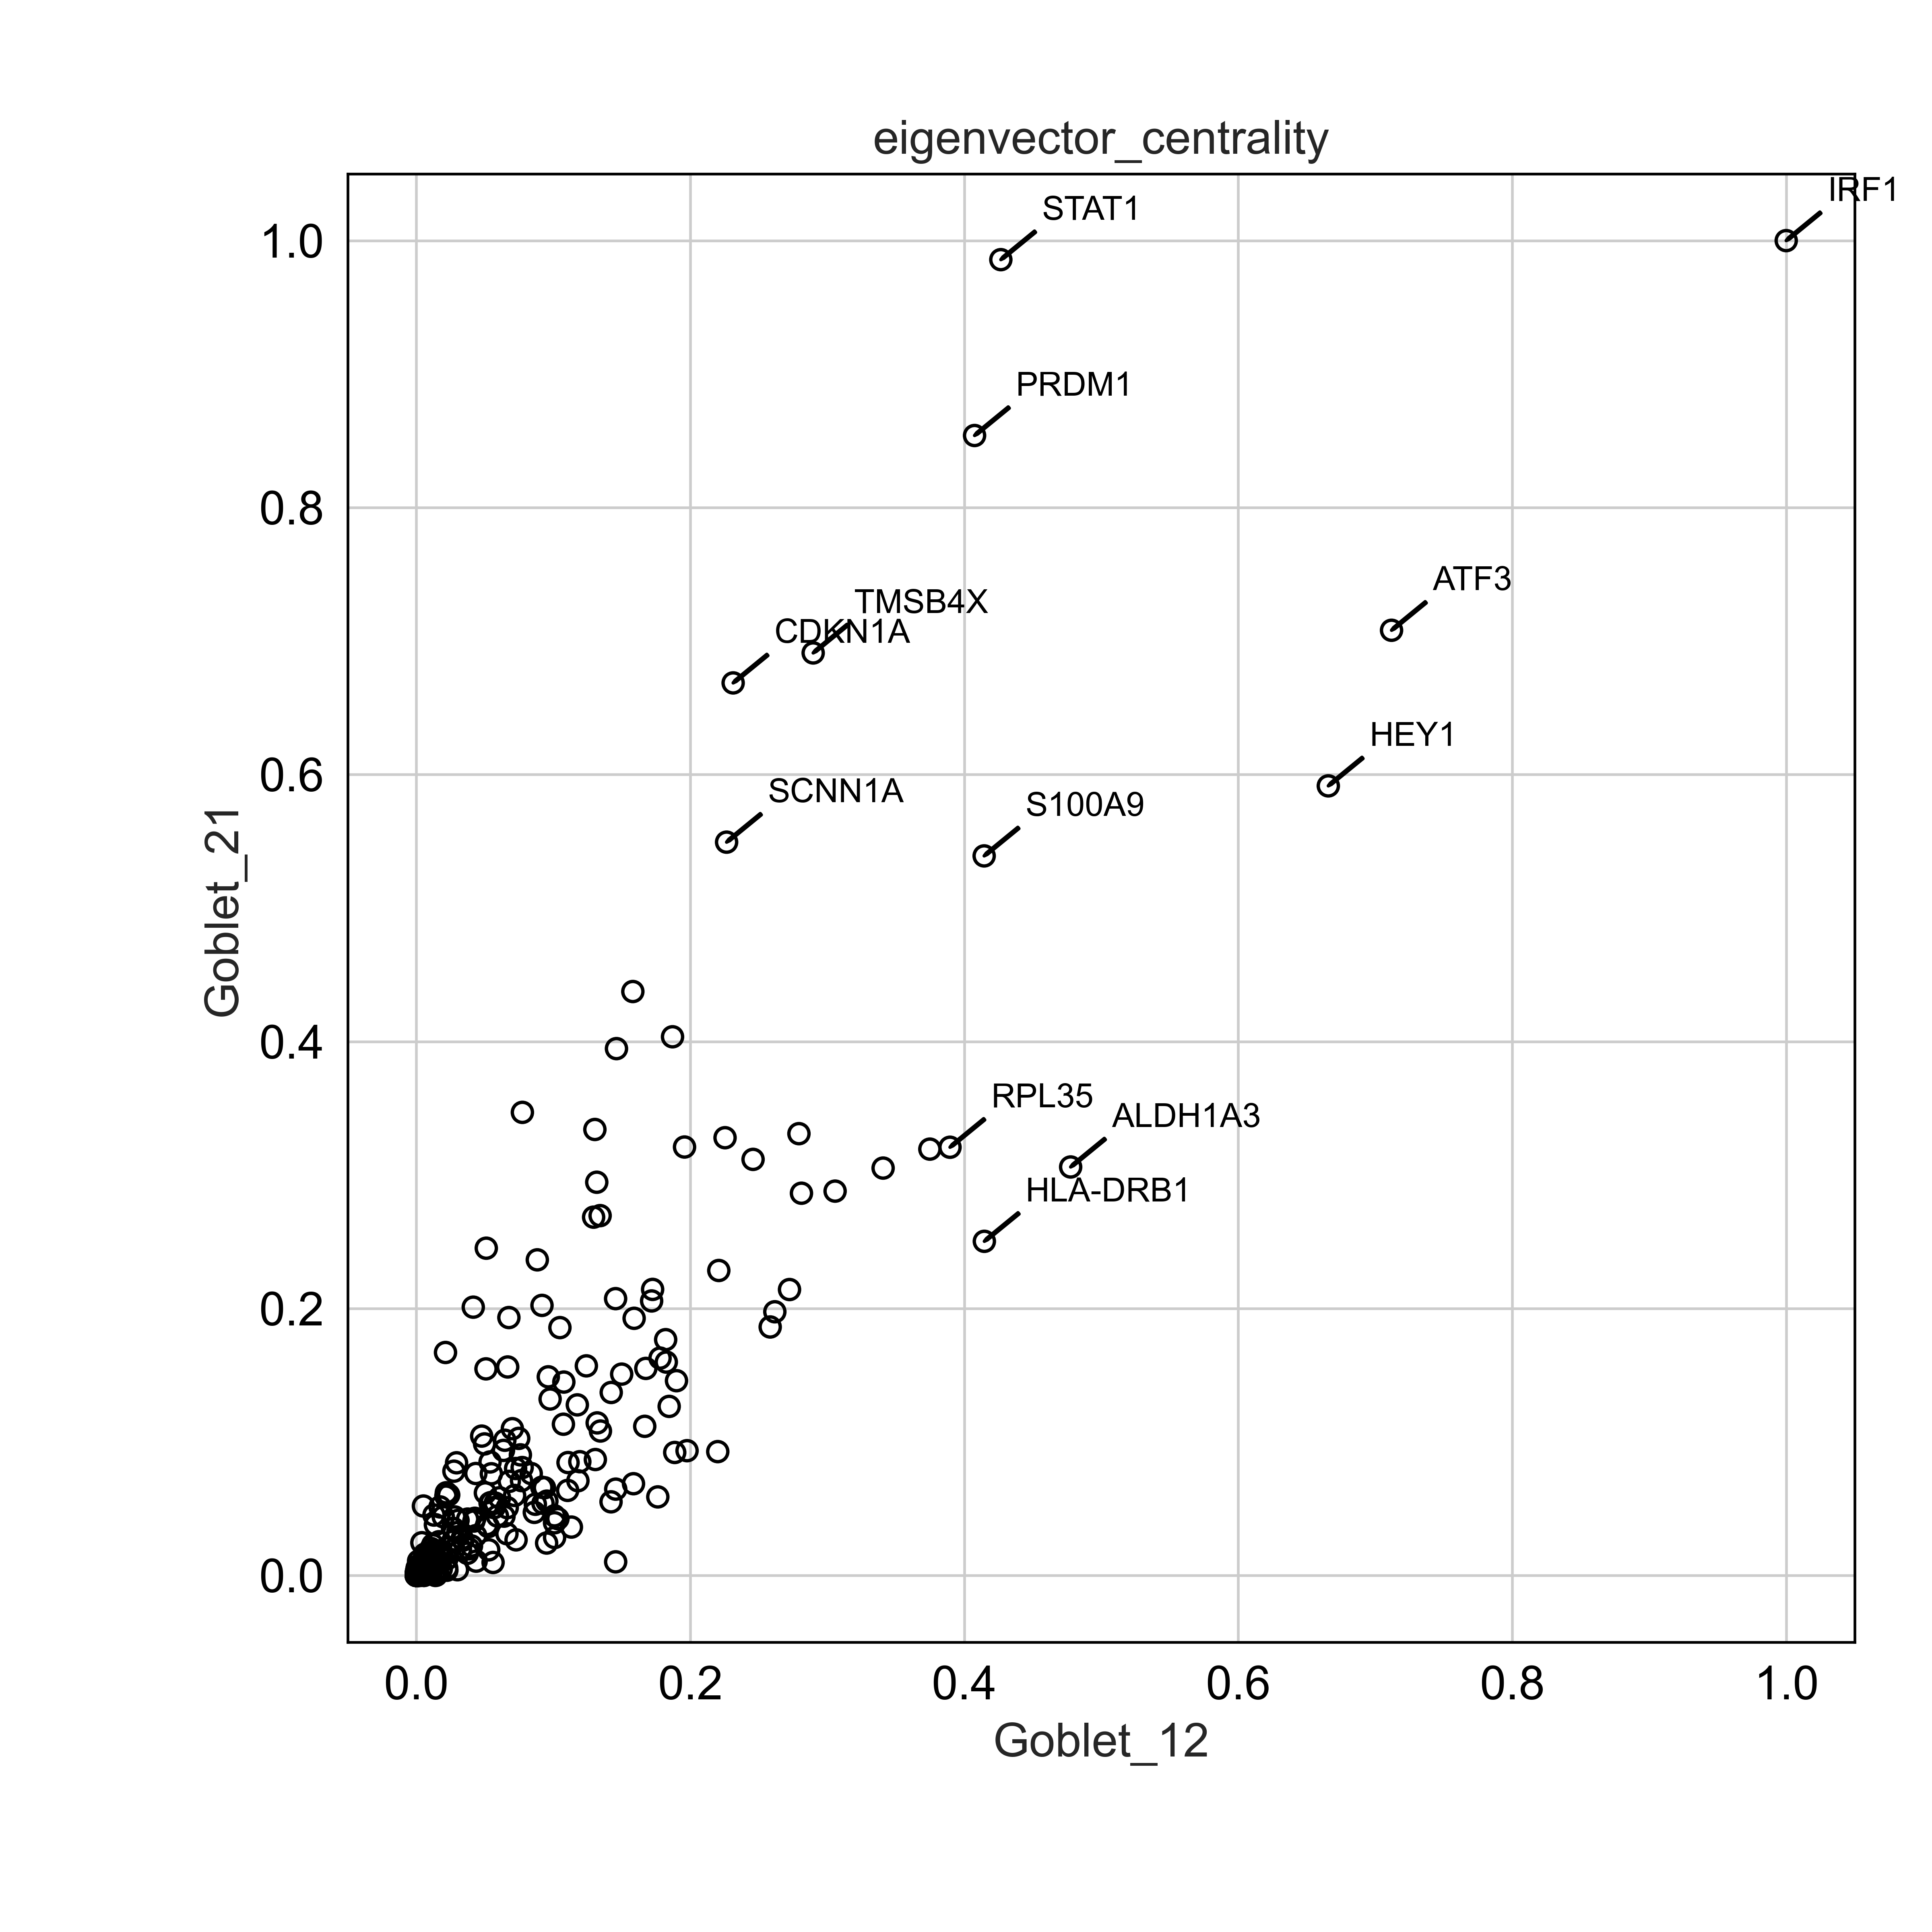 eigenvector_centrality
IRF1
STAT1
PRDM1
ATF3
TMSB4X
CDKN1A
HEY1
SCNN1A
S100A9
RPL35
ALDH1A3
HLA-DRB1
1.0
0.8
0.6
0.4
0.2
0.0
Goblet_21
0.0 0.2 0.4 0.6 0.8 1.0
Goblet_12